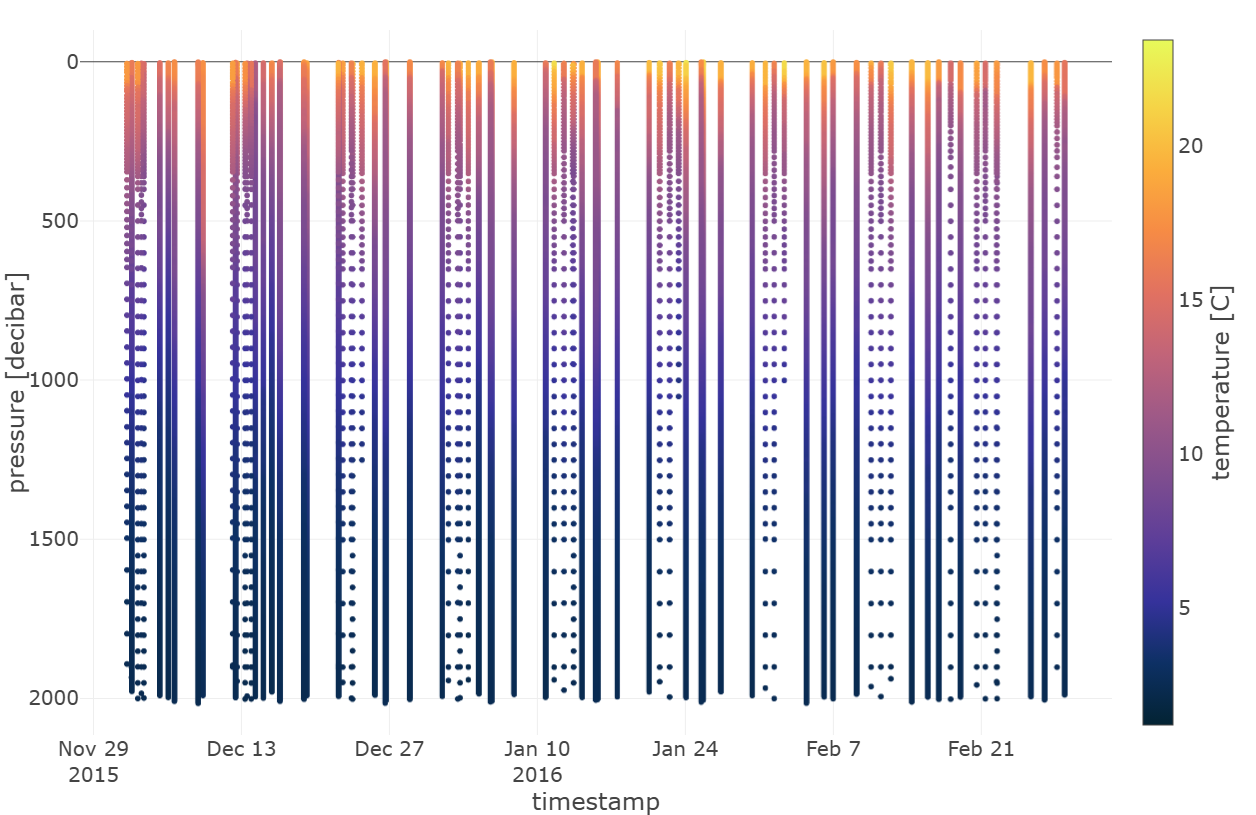 0
500
1000
1500
2000
pressure [decibar]
Nov 29
2015
Dec 13
Dec 27
Jan 10
2016
Jan 24
Feb 7
Feb 21
timestamp
20
15
10
5
temperature [C]